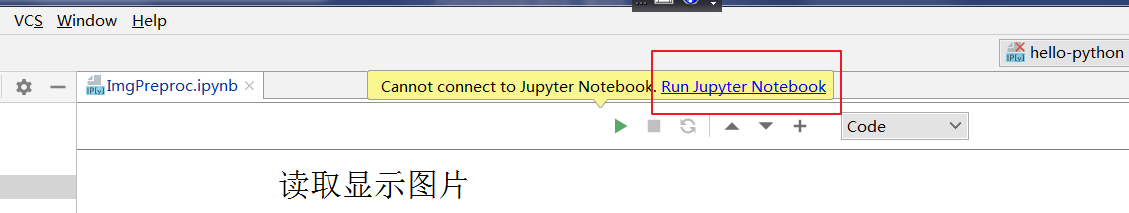 VCS Window Help
hello-python
ImgPreproc.ipynb
Cannot connect to Jupyter Notebook. Run Jupyter Notebook
Code
读取显示图片